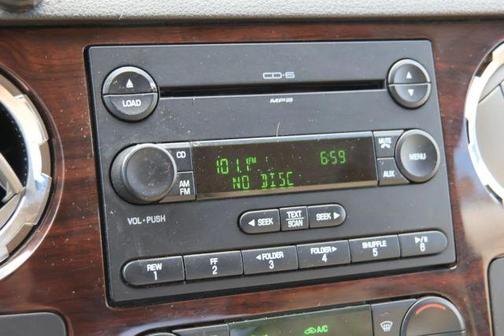 CD-6
LOAD
MP3
CD
101.1 FM 6:59
NO DISC
MUTE
MENU
AM
FM
AUX
VOL - PUSH
◄ SEEK TEXT SCAN SEEK ►
REW 1 FF 2 ◄ FOLDER 3 FOLDER ► 4 SHUFFLE 5 ►/II 6
A/C